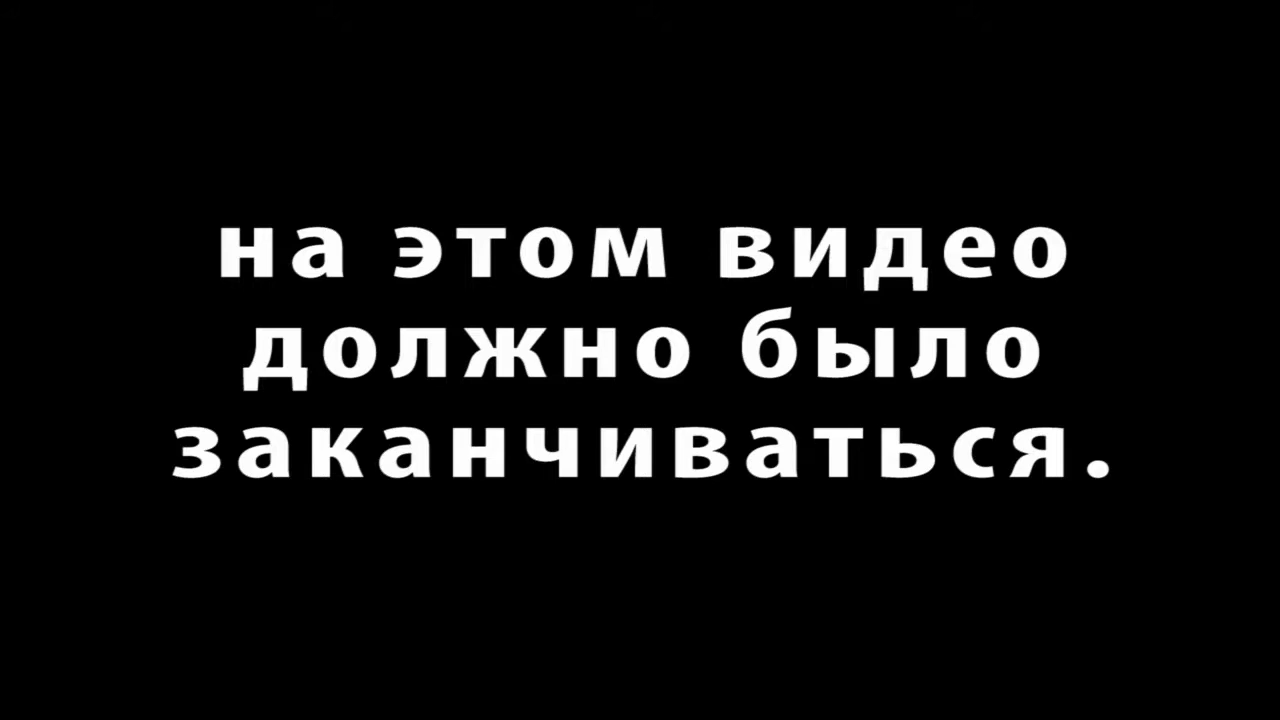 на этом видео
должно было
заканчиваться.